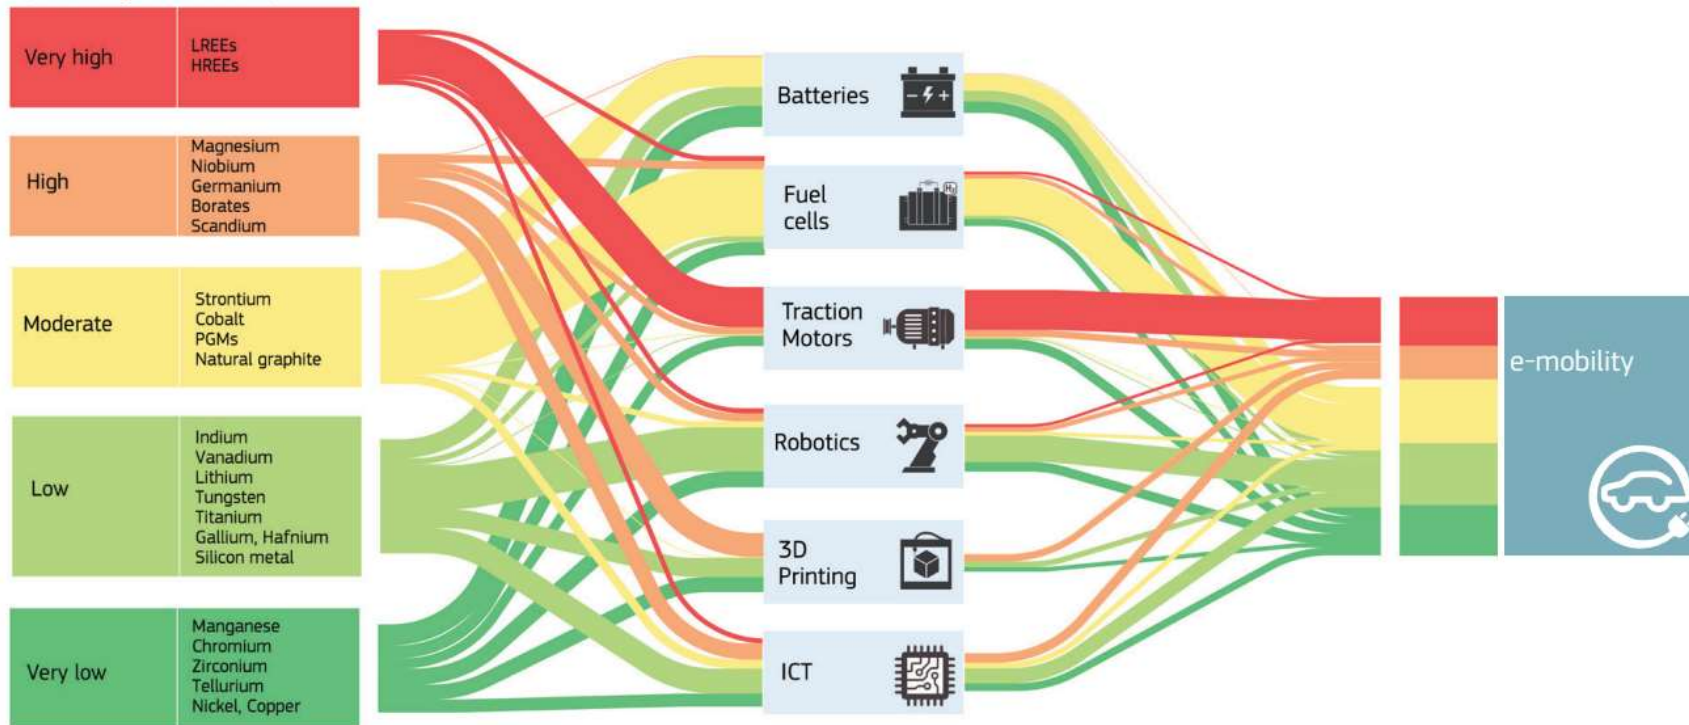 Very high
LREEs
HREEs
High
Magnesium
Niobium
Germanium
Borates
Scandium
Moderate
Strontium
Cobalt
PGMs
Natural graphite
Low
Indium
Vanadium
Lithium
Tungsten
Titanium
Gallium, Hafnium
Silicon metal
Very low
Manganese
Chromium
Zirconium
Tellurium
Nickel, Copper
Batteries
Fuel
cells
H₂
Traction
Motors
Robotics
3D
Printing
ICT
e-mobility